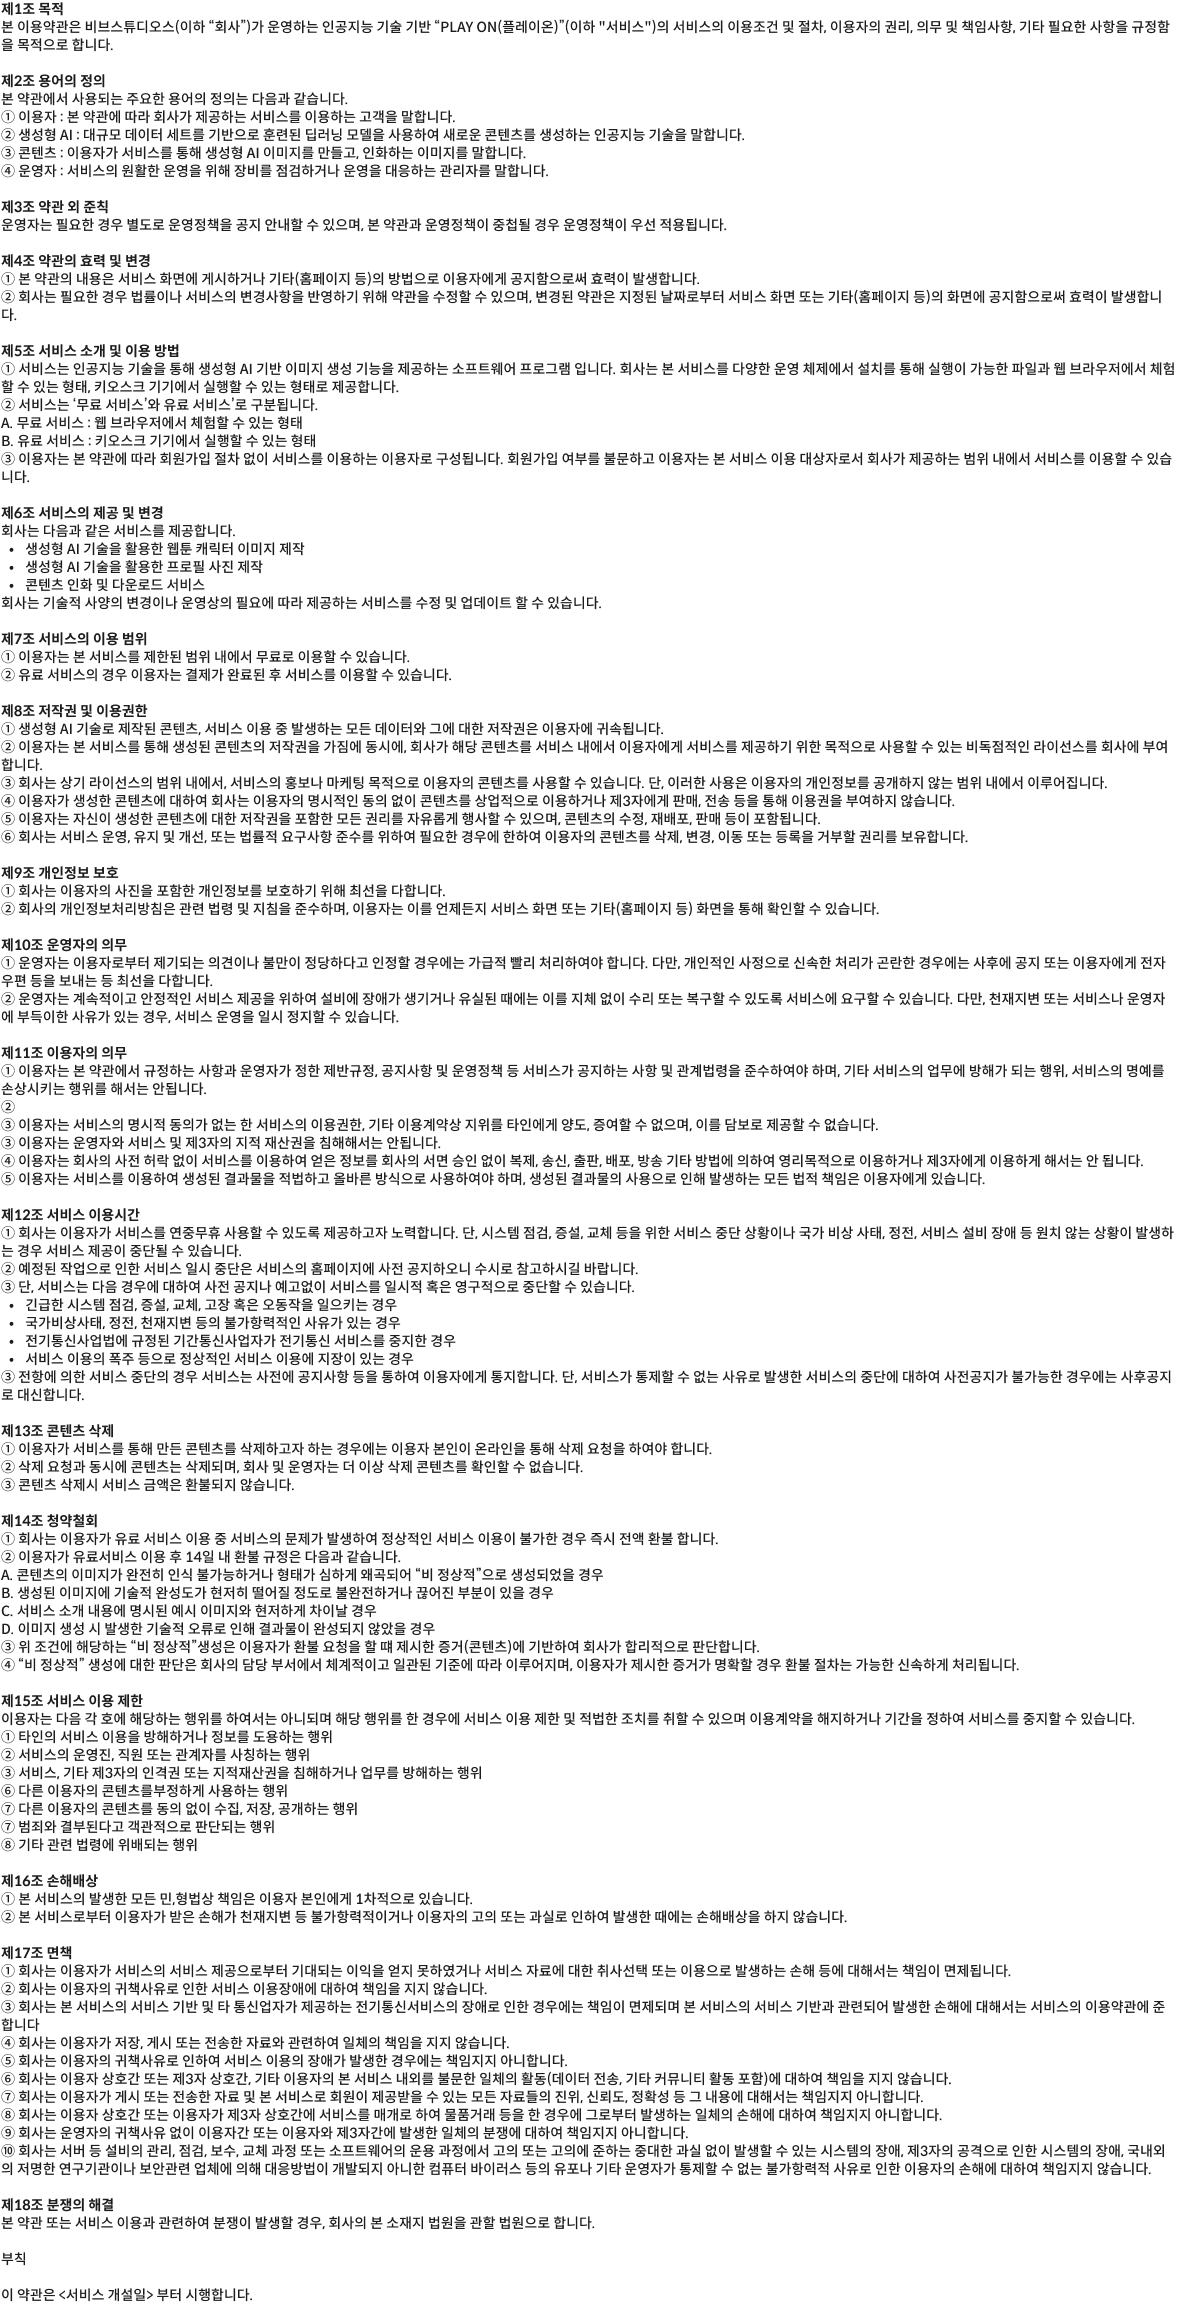 제1조 목적
본 이용약관은 비브스튜디오스(이하 “회사”)가 운영하는 인공지능 기술 기반 “PLAY ON(플레이온)”(이하 "서비스")의 서비스의 이용조건 및 절차, 이용자의 권리, 의무 및 책임사항, 기타 필요한 사항을 규정함
을 목적으로 합니다.
제2조 용어의 정의
본 약관에서 사용되는 주요한 용어의 정의는 다음과 같습니다.
① 이용자 : 본 약관에 따라 회사가 제공하는 서비스를 이용하는 고객을 말합니다.
② 생성형 AI : 대규모 데이터 세트를 기반으로 훈련된 딥러닝 모델을 사용하여 새로운 콘텐츠를 생성하는 인공지능 기술을 말합니다.
③ 콘텐츠 : 이용자가 서비스를 통해 생성형 AI 이미지를 만들고, 인화하는 이미지를 말합니다.
④ 운영자 : 서비스의 원활한 운영을 위해 장비를 점검하거나 운영을 대응하는 관리자를 말합니다.
제3조 약관 외 준칙
운영자는 필요한 경우 별도로 운영정책을 공지 안내할 수 있으며, 본 약관과 운영정책이 중첩될 경우 운영정책이 우선 적용됩니다.
제4조 약관의 효력 및 변경
① 본 약관의 내용은 서비스 화면에 게시하거나 기타(홈페이지 등)의 방법으로 이용자에게 공지함으로써 효력이 발생합니다.
② 회사는 필요한 경우 법률이나 서비스의 변경사항을 반영하기 위해 약관을 수정할 수 있으며, 변경된 약관은 지정된 날짜로부터 서비스 화면 또는 기타(홈페이지 등)의 화면에 공지함으로써 효력이 발생합니
다.
제5조 서비스 소개 및 이용 방법
① 서비스는 인공지능 기술을 통해 생성형 AI 기반 이미지 생성 기능을 제공하는 소프트웨어 프로그램 입니다. 회사는 본 서비스를 다양한 운영 체제에서 설치를 통해 실행이 가능한 파일과 웹 브라우저에서 체험
할 수 있는 형태, 키오스크 기기에서 실행할 수 있는 형태로 제공합니다.
② 서비스는 ‘무료 서비스’와 유료 서비스’로 구분됩니다.
A. 무료 서비스 : 웹 브라우저에서 체험할 수 있는 형태
B. 유료 서비스 : 키오스크 기기에서 실행할 수 있는 형태
③ 이용자는 본 약관에 따라 회원가입 절차 없이 서비스를 이용하는 이용자로 구성됩니다. 회원가입 여부를 불문하고 이용자는 본 서비스 이용 대상자로서 회사가 제공하는 범위 내에서 서비스를 이용할 수 있습
니다.
제6조 서비스의 제공 및 변경
회사는 다음과 같은 서비스를 제공합니다.
• 생성형 AI 기술을 활용한 웹툰 캐릭터 이미지 제작
• 생성형 AI 기술을 활용한 프로필 사진 제작
• 콘텐츠 인화 및 다운로드 서비스
회사는 기술적 사양의 변경이나 운영상의 필요에 따라 제공하는 서비스를 수정 및 업데이트 할 수 있습니다.
제7조 서비스의 이용 범위
① 이용자는 본 서비스를 제한된 범위 내에서 무료로 이용할 수 있습니다.
② 유료 서비스의 경우 이용자는 결제가 완료된 후 서비스를 이용할 수 있습니다.
제8조 저작권 및 이용권한
① 생성형 AI 기술로 제작된 콘텐츠, 서비스 이용 중 발생하는 모든 데이터와 그에 대한 저작권은 이용자에 귀속됩니다.
② 이용자는 본 서비스를 통해 생성된 콘텐츠의 저작권을 가짐에 동시에, 회사가 해당 콘텐츠를 서비스 내에서 이용자에게 서비스를 제공하기 위한 목적으로 사용할 수 있는 비독점적인 라이선스를 회사에 부여
합니다.
③ 회사는 상기 라이선스의 범위 내에서, 서비스의 홍보나 마케팅 목적으로 이용자의 콘텐츠를 사용할 수 있습니다. 단, 이러한 사용은 이용자의 개인정보를 공개하지 않는 범위 내에서 이루어집니다.
④ 이용자가 생성한 콘텐츠에 대하여 회사는 이용자의 명시적인 동의 없이 콘텐츠를 상업적으로 이용하거나 제3자에게 판매, 전송 등을 통해 이용권을 부여하지 않습니다.
⑤ 이용자는 자신이 생성한 콘텐츠에 대한 저작권을 포함한 모든 권리를 자유롭게 행사할 수 있으며, 콘텐츠의 수정, 재배포, 판매 등이 포함됩니다.
⑥ 회사는 서비스 운영, 유지 및 개선, 또는 법률적 요구사항 준수를 위하여 필요한 경우에 한하여 이용자의 콘텐츠를 삭제, 변경, 이동 또는 등록을 거부할 권리를 보유합니다.
제9조 개인정보 보호
① 회사는 이용자의 사진을 포함한 개인정보를 보호하기 위해 최선을 다합니다.
② 회사의 개인정보처리방침은 관련 법령 및 지침을 준수하며, 이용자는 이를 언제든지 서비스 화면 또는 기타(홈페이지 등) 화면을 통해 확인할 수 있습니다.
제10조 운영자의 의무
① 운영자는 이용자로부터 제기되는 의견이나 불만이 정당하다고 인정할 경우에는 가급적 빨리 처리하여야 합니다. 다만, 개인적인 사정으로 신속한 처리가 곤란한 경우에는 사후에 공지 또는 이용자에게 전자
우편 등을 보내는 등 최선을 다합니다.
② 운영자는 계속적이고 안정적인 서비스 제공을 위하여 설비에 장애가 생기거나 유실된 때에는 이를 지체 없이 수리 또는 복구할 수 있도록 서비스에 요구할 수 있습니다. 다만, 천재지변 또는 서비스나 운영자
에 부득이한 사유가 있는 경우, 서비스 운영을 일시 정지할 수 있습니다.
제11조 이용자의 의무
① 이용자는 본 약관에서 규정하는 사항과 운영자가 정한 제반규정, 공지사항 및 운영정책 등 서비스가 공지하는 사항 및 관계법령을 준수하여야 하며, 기타 서비스의 업무에 방해가 되는 행위, 서비스의 명예를
손상시키는 행위를 해서는 안됩니다.
②
③ 이용자는 서비스의 명시적 동의가 없는 한 서비스의 이용권한, 기타 이용계약상 지위를 타인에게 양도, 증여할 수 없으며, 이를 담보로 제공할 수 없습니다.
③ 이용자는 운영자와 서비스 및 제3자의 지적 재산권을 침해해서는 안됩니다.
④ 이용자는 회사의 사전 허락 없이 서비스를 이용하여 얻은 정보를 회사의 서면 승인 없이 복제, 송신, 출판, 배포, 방송 기타 방법에 의하여 영리목적으로 이용하거나 제3자에게 이용하게 해서는 안 됩니다.
⑤ 이용자는 서비스를 이용하여 생성된 결과물을 적법하고 올바른 방식으로 사용하여야 하며, 생성된 결과물의 사용으로 인해 발생하는 모든 법적 책임은 이용자에게 있습니다.
제12조 서비스 이용시간
① 회사는 이용자가 서비스를 연중무휴 사용할 수 있도록 제공하고자 노력합니다. 단, 시스템 점검, 증설, 교체 등을 위한 서비스 중단 상황이나 국가 비상 사태, 정전, 서비스 설비 장애 등 원치 않는 상황이 발생하
는 경우 서비스 제공이 중단될 수 있습니다.
② 예정된 작업으로 인한 서비스 일시 중단은 서비스의 홈페이지에 사전 공지하오니 수시로 참고하시길 바랍니다.
③ 단, 서비스는 다음 경우에 대하여 사전 공지나 예고없이 서비스를 일시적 혹은 영구적으로 중단할 수 있습니다.
• 긴급한 시스템 점검, 증설, 교체, 고장 혹은 오동작을 일으키는 경우
• 국가비상사태, 정전, 천재지변 등의 불가항력적인 사유가 있는 경우
• 전기통신사업법에 규정된 기간통신사업자가 전기통신 서비스를 중지한 경우
• 서비스 이용의 폭주 등으로 정상적인 서비스 이용에 지장이 있는 경우
③ 전항에 의한 서비스 중단의 경우 서비스는 사전에 공지사항 등을 통하여 이용자에게 통지합니다. 단, 서비스가 통제할 수 없는 사유로 발생한 서비스의 중단에 대하여 사전공지가 불가능한 경우에는 사후공지
로 대신합니다.
제13조 콘텐츠 삭제
① 이용자가 서비스를 통해 만든 콘텐츠를 삭제하고자 하는 경우에는 이용자 본인이 온라인을 통해 삭제 요청을 하여야 합니다.
② 삭제 요청과 동시에 콘텐츠는 삭제되며, 회사 및 운영자는 더 이상 삭제 콘텐츠를 확인할 수 없습니다.
③ 콘텐츠 삭제시 서비스 금액은 환불되지 않습니다.
제14조 청약철회
① 회사는 이용자가 유료 서비스 이용 중 서비스의 문제가 발생하여 정상적인 서비스 이용이 불가한 경우 즉시 전액 환불 합니다.
② 이용자가 유료서비스 이용 후 14일 내 환불 규정은 다음과 같습니다.
A. 콘텐츠의 이미지가 완전히 인식 불가능하거나 형태가 심하게 왜곡되어 “비 정상적”으로 생성되었을 경우
B. 생성된 이미지에 기술적 완성도가 현저히 떨어질 정도로 불완전하거나 끊어진 부분이 있을 경우
C. 서비스 소개 내용에 명시된 예시 이미지와 현저하게 차이날 경우
D. 이미지 생성 시 발생한 기술적 오류로 인해 결과물이 완성되지 않았을 경우
③ 위 조건에 해당하는 “비 정상적”생성은 이용자가 환불 요청을 할 떄 제시한 증거(콘텐츠)에 기반하여 회사가 합리적으로 판단합니다.
④ “비 정상적” 생성에 대한 판단은 회사의 담당 부서에서 체계적이고 일관된 기준에 따라 이루어지며, 이용자가 제시한 증거가 명확할 경우 환불 절차는 가능한 신속하게 처리됩니다.
제15조 서비스 이용 제한
이용자는 다음 각 호에 해당하는 행위를 하여서는 아니되며 해당 행위를 한 경우에 서비스 이용 제한 및 적법한 조치를 취할 수 있으며 이용계약을 해지하거나 기간을 정하여 서비스를 중지할 수 있습니다.
① 타인의 서비스 이용을 방해하거나 정보를 도용하는 행위
② 서비스의 운영진, 직원 또는 관계자를 사칭하는 행위
③ 서비스, 기타 제3자의 인격권 또는 지적재산권을 침해하거나 업무를 방해하는 행위
⑥ 다른 이용자의 콘텐츠를부정하게 사용하는 행위
⑦ 다른 이용자의 콘텐츠를 동의 없이 수집, 저장, 공개하는 행위
⑦ 범죄와 결부된다고 객관적으로 판단되는 행위
⑧ 기타 관련 법령에 위배되는 행위
제16조 손해배상
① 본 서비스의 발생한 모든 민,형법상 책임은 이용자 본인에게 1차적으로 있습니다.
② 본 서비스로부터 이용자가 받은 손해가 천재지변 등 불가항력적이거나 이용자의 고의 또는 과실로 인하여 발생한 때에는 손해배상을 하지 않습니다.
제17조 면책
① 회사는 이용자가 서비스의 서비스 제공으로부터 기대되는 이익을 얻지 못하였거나 서비스 자료에 대한 취사선택 또는 이용으로 발생하는 손해 등에 대해서는 책임이 면제됩니다.
② 회사는 이용자의 귀책사유로 인한 서비스 이용장애에 대하여 책임을 지지 않습니다.
③ 회사는 본 서비스의 서비스 기반 및 타 통신업자가 제공하는 전기통신서비스의 장애로 인한 경우에는 책임이 면제되며 본 서비스의 서비스 기반과 관련되어 발생한 손해에 대해서는 서비스의 이용약관에 준
합니다
④ 회사는 이용자가 저장, 게시 또는 전송한 자료와 관련하여 일체의 책임을 지지 않습니다.
⑤ 회사는 이용자의 귀책사유로 인하여 서비스 이용의 장애가 발생한 경우에는 책임지지 아니합니다.
⑥ 회사는 이용자 상호간 또는 제3자 상호간, 기타 이용자의 본 서비스 내외를 불문한 일체의 활동(데이터 전송, 기타 커뮤니티 활동 포함)에 대하여 책임을 지지 않습니다.
⑦ 회사는 이용자가 게시 또는 전송한 자료 및 본 서비스로 회원이 제공받을 수 있는 모든 자료들의 진위, 신뢰도, 정확성 등 그 내용에 대해서는 책임지지 아니합니다.
⑧ 회사는 이용자 상호간 또는 이용자가 제3자 상호간에 서비스를 매개로 하여 물품거래 등을 한 경우에 그로부터 발생하는 일체의 손해에 대하여 책임지지 아니합니다.
⑨ 회사는 운영자의 귀책사유 없이 이용자간 또는 이용자와 제3자간에 발생한 일체의 분쟁에 대하여 책임지지 아니합니다.
⑩ 회사는 서버 등 설비의 관리, 점검, 보수, 교체 과정 또는 소프트웨어의 운용 과정에서 고의 또는 고의에 준하는 중대한 과실 없이 발생할 수 있는 시스템의 장애, 제3자의 공격으로 인한 시스템의 장애, 국내외
의 저명한 연구기관이나 보안관련 업체에 의해 대응방법이 개발되지 아니한 컴퓨터 바이러스 등의 유포나 기타 운영자가 통제할 수 없는 불가항력적 사유로 인한 이용자의 손해에 대하여 책임지지 않습니다.
제18조 분쟁의 해결
본 약관 또는 서비스 이용과 관련하여 분쟁이 발생할 경우, 회사의 본 소재지 법원을 관할 법원으로 합니다.
부칙
이 약관은 <서비스 개설일> 부터 시행합니다.